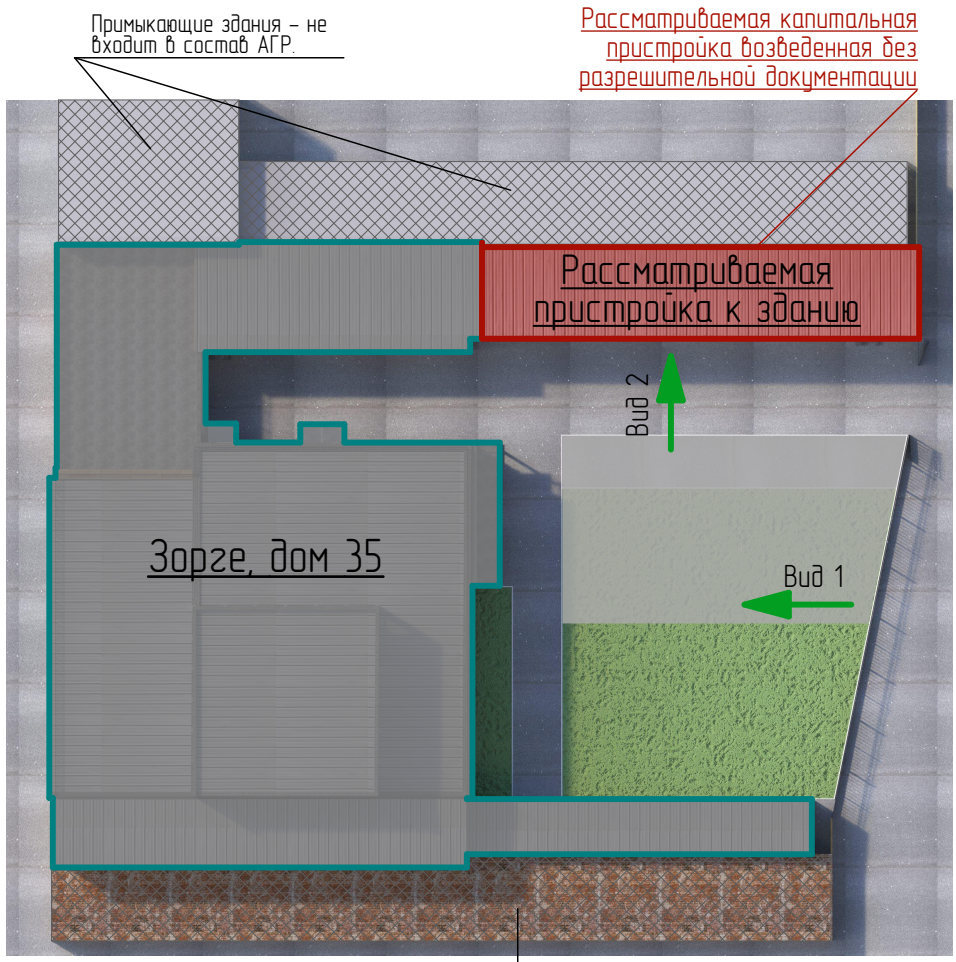 Примыкающие здания – не
входит в состав АГР.
Рассматриваемая капитальная
пристройка возведенная без
разрешительной документации
Рассматриваемая
пристройка к зданию
Вид 2
Зорге, дом 35
Вид 1